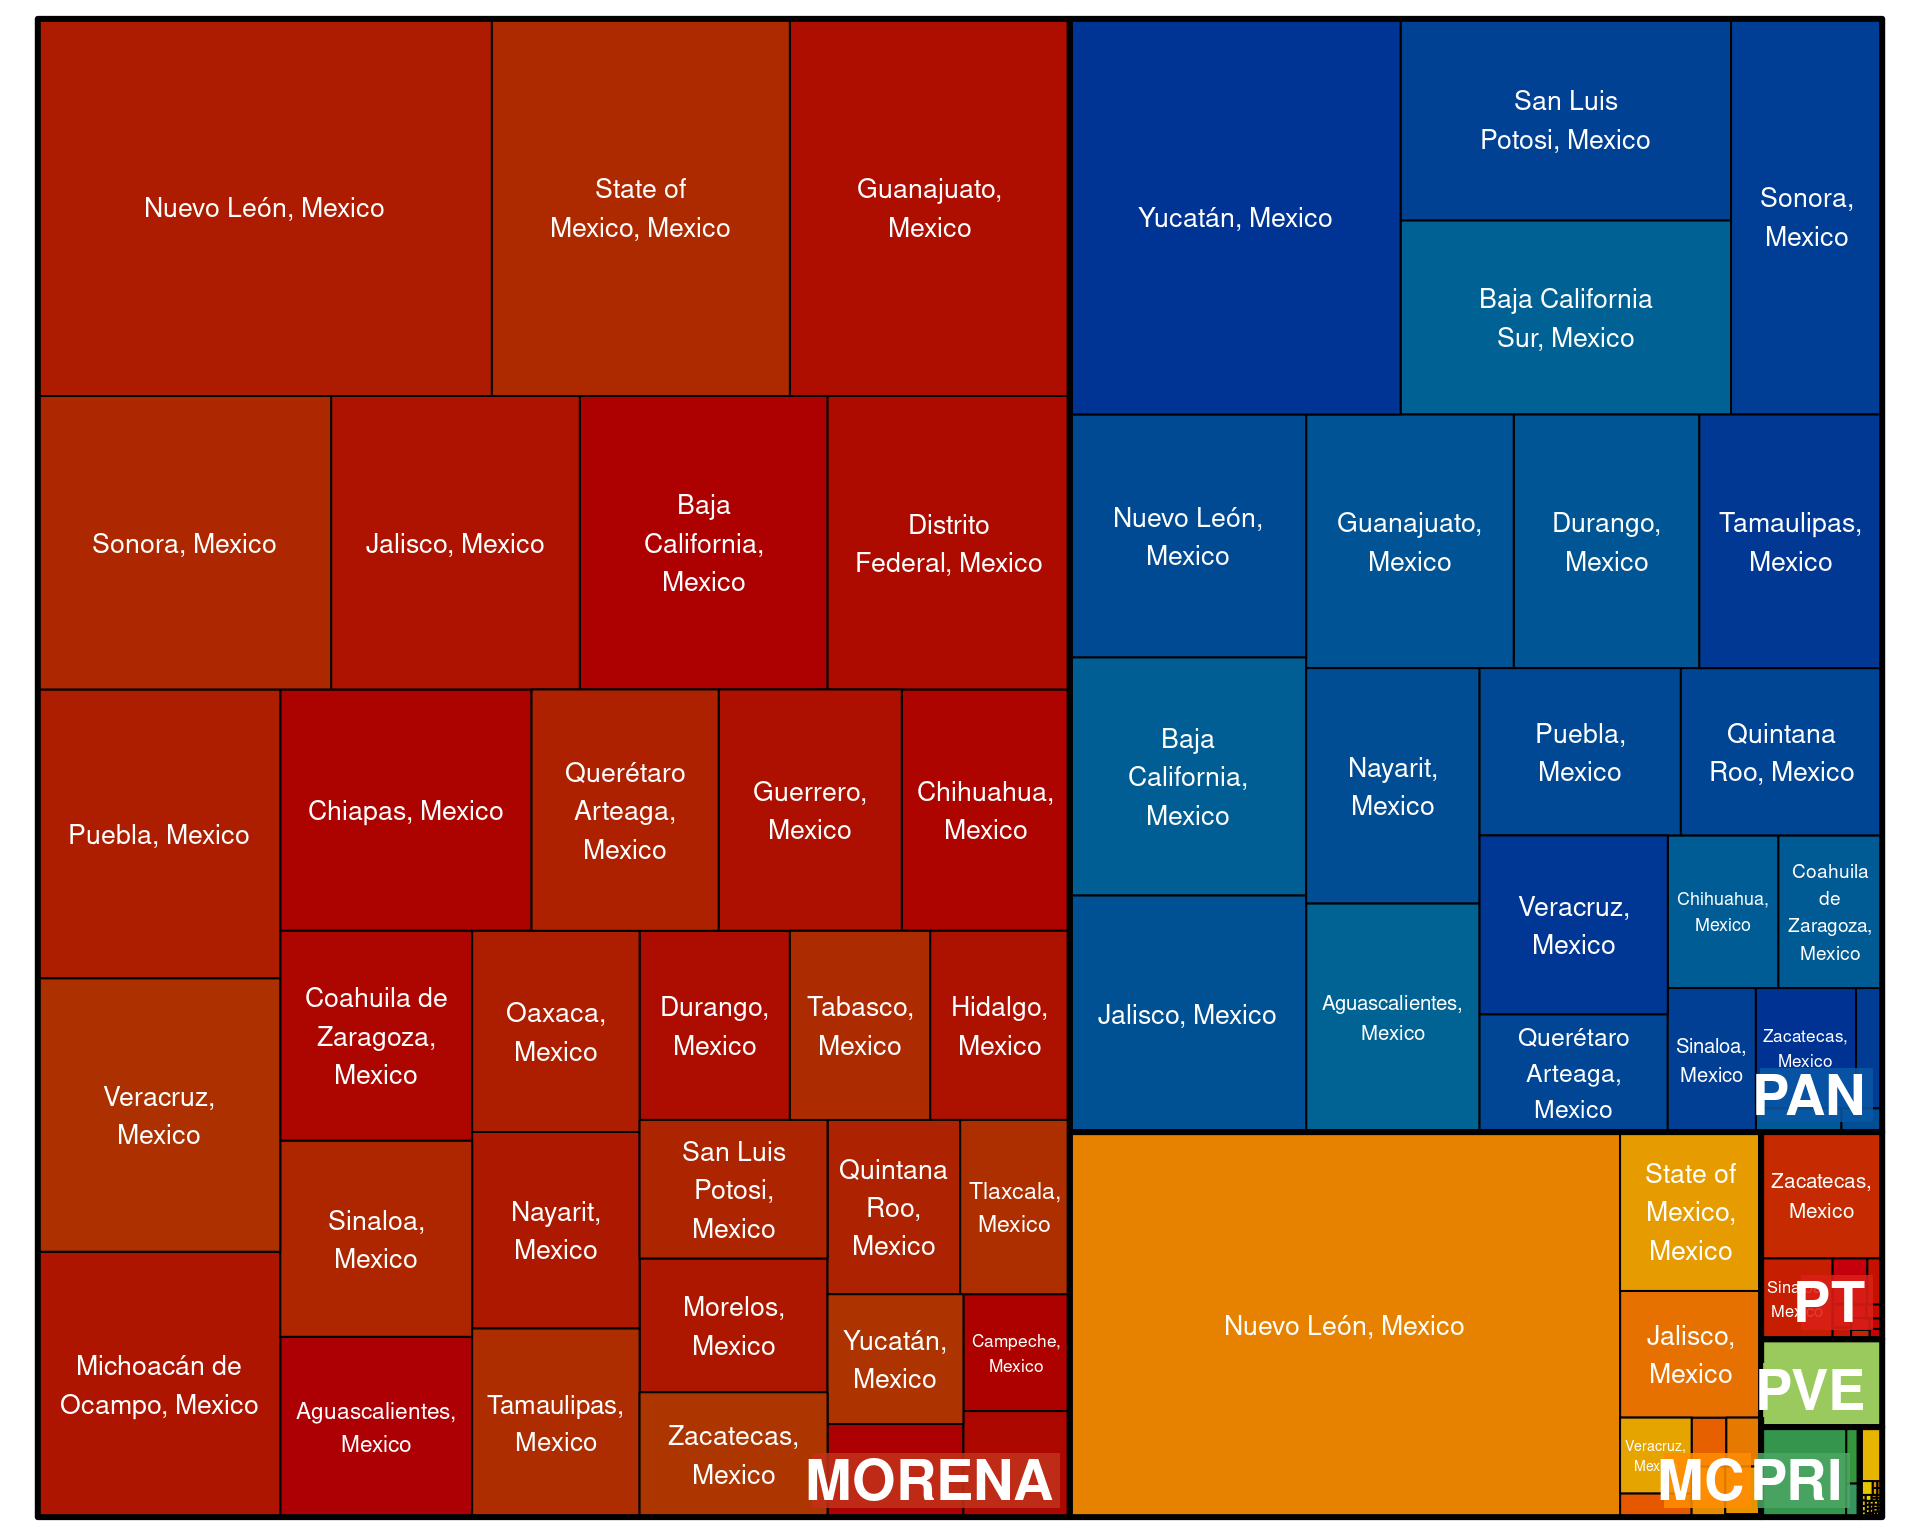 Nuevo León, Mexico
State of
Mexico, Mexico
Guanajuato,
Mexico
Sonora, Mexico
Jalisco, Mexico
Baja
California,
Mexico
Distrito
Federal, Mexico
Puebla, Mexico
Chiapas, Mexico
Querétaro
Arteaga,
Mexico
Guerrero,
Mexico
Chihuahua,
Mexico
Veracruz,
Mexico
Coahuila de
Zaragoza,
Mexico
Oaxaca,
Mexico
Durango,
Mexico
Tabasco,
Mexico
Hidalgo,
Mexico
Michoacán de
Ocampo, Mexico
Sinaloa,
Mexico
Nayarit,
Mexico
San Luis
Potosi,
Mexico
Quintana
Roo,
Mexico
Tlaxcala,
Mexico
Aguascalientes,
Mexico
Tamaulipas,
Mexico
Morelos,
Mexico
Yucatán,
Mexico
Campeche,
Mexico
Zacatecas,
Mexico
MORENA
Yucatán, Mexico
San Luis
Potosi, Mexico
Baja California
Sur, Mexico
Sonora,
Mexico
Nuevo León,
Mexico
Guanajuato,
Mexico
Durango,
Mexico
Tamaulipas,
Mexico
Baja
California,
Mexico
Nayarit,
Mexico
Puebla,
Mexico
Quintana
Roo, Mexico
Jalisco, Mexico
Aguascalientes,
Mexico
Veracruz,
Mexico
Chihuahua,
Mexico
Coahuila
de
Zaragoza,
Mexico
Querétaro
Arteaga,
Mexico
Sinaloa,
Mexico
Zacatecas,
Mexico
PAN
Nuevo León, Mexico
State of
Mexico,
Mexico
Jalisco,
Mexico
Veracruz,
MC
Zacatecas,
Mexico
PT
PVE
PRI